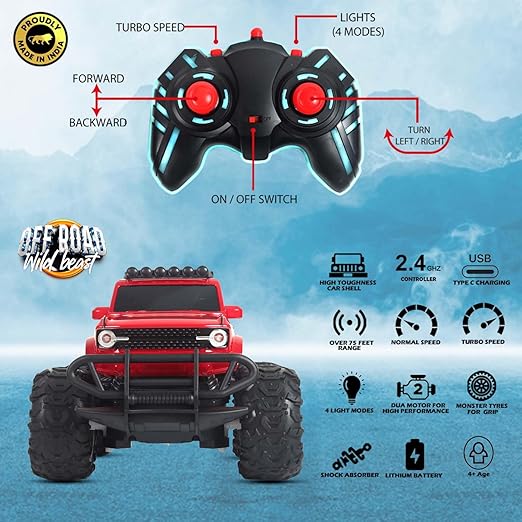 PROUDLY
MADE IN INDIA
TURBO SPEED
LIGHTS
(4 MODES)
FORWARD
BACKWARD
TURN
LEFT / RIGHT
ON / OFF SWITCH
OFF ROAD
Wild beast
HIGH TOUGHNESS
CAR SHELL
2.4 GHZ
CONTROLLER
USB
TYPE C CHARGING
OVER 75 FEET
RANGE
NORMAL SPEED
TURBO SPEED
4 LIGHT MODES
2
DUA MOTOR FOR
HIGH PERFORMANCE
MONSTER TYRES
FOR GRIP
SHOCK ABSORBER
LITHIUM BATTERY
4+ Age